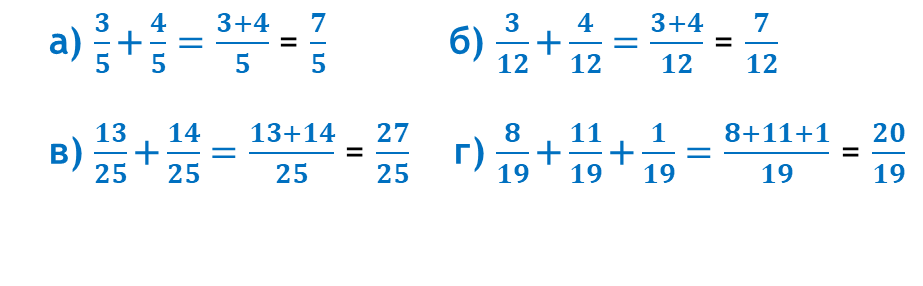 а) 3/5 + 4/5 = 3+4/5 = 7/5 б) 3/12 + 4/12 = 3+4/12 = 7/12
в) 13/25 + 14/25 = 13+14/25 = 27/25 г) 8/19 + 11/19 + 1/19 = 8+11+1/19 = 20/19